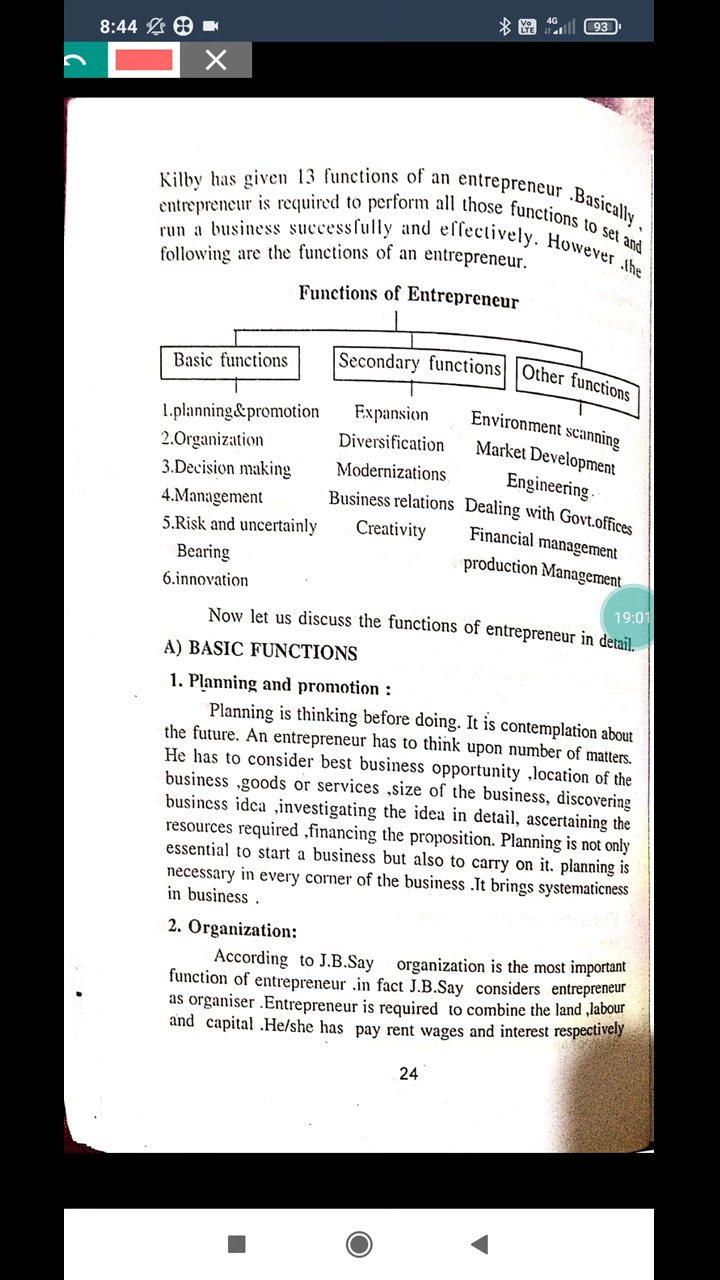 8:44
Vo LTE 4G 93
Kilby has given 13 functions of an entrepreneur .Basically ,
entrepreneur is required to perform all those functions to set and
run a business successfully and effectively. However .the
following are the functions of an entrepreneur.
Functions of Entrepreneur
Basic functions Secondary functions Other functions
1.planning&promotion Expansion Environment scanning
2.Organization Diversification Market Development
3.Decision making Modernizations Engineering.
4.Management Business relations Dealing with Govt.offices
5.Risk and uncertainly Creativity Financial management
Bearing production Management
6.innovation
19:01
Now let us discuss the functions of entrepreneur in detail.
A) BASIC FUNCTIONS
1. Planning and promotion :
Planning is thinking before doing. It is contemplation about
the future. An entrepreneur has to think upon number of matters.
He has to consider best business opportunity ,location of the
business ,goods or services ,size of the business, discovering
business idea ,investigating the idea in detail, ascertaining the
resources required ,financing the proposition. Planning is not only
essential to start a business but also to carry on it. planning is
necessary in every corner of the business .It brings systematicness
in business .
2. Organization:
According to J.B.Say organization is the most important
function of entrepreneur .in fact J.B.Say considers entrepreneur
as organiser .Entrepreneur is required to combine the land ,labour
and capital .He/she has pay rent wages and interest respectively
24